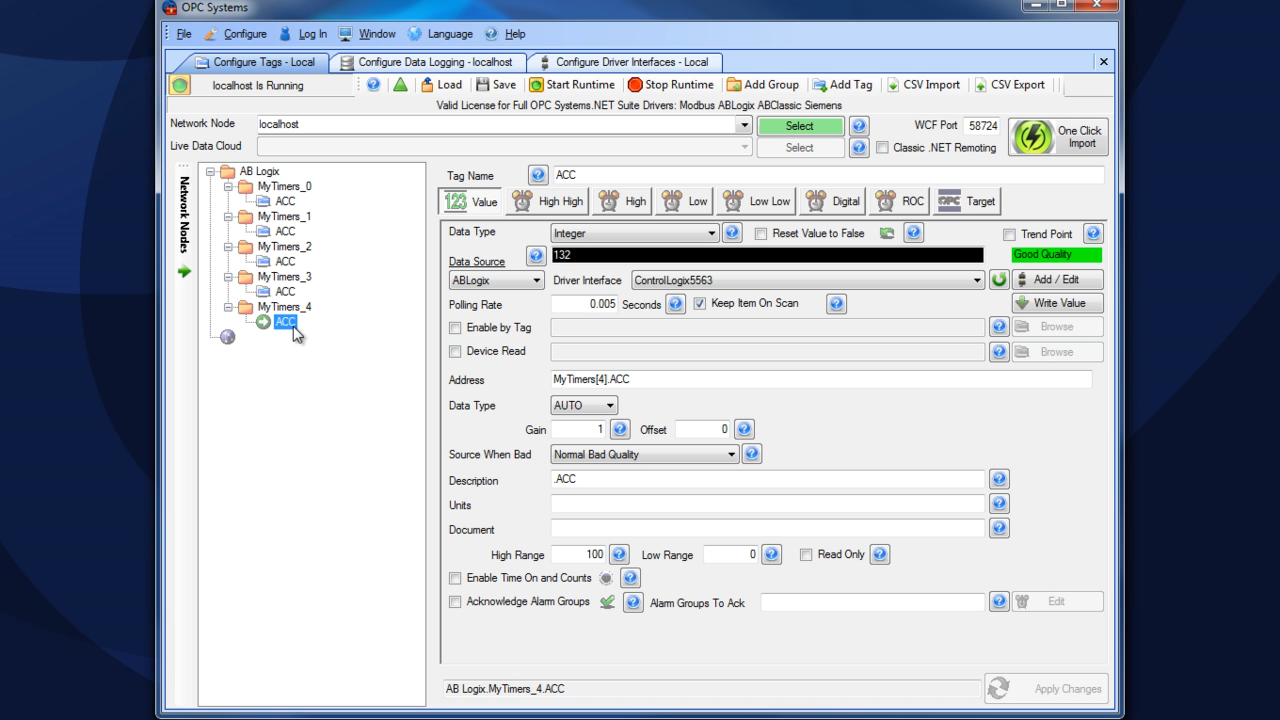 OPC Systems
File Configure Log In Window Language Help
Configure Tags - Local Configure Data Logging - localhost Configure Driver Interfaces - Local
localhost Is Running Load Save Start Runtime Stop Runtime Add Group Add Tag CSV Import CSV Export
Valid License for Full OPC Systems.NET Suite Drivers: Modbus ABLogix ABClassic Siemens
Network Node localhost Select WCF Port 58724 One Click
Live Data Cloud Select Classic .NET Remoting Import
Network Nodes
AB Logix
MyTimers_0
ACC
MyTimers_1
ACC
MyTimers_2
ACC
MyTimers_3
ACC
MyTimers_4
ACC
Tag Name ACC
123 Value High High High Low Low Low Digital ROC OPC Target
Data Type Integer Reset Value to False Trend Point
Data Source 132 Good Quality
ABLogix Driver Interface ControlLogix5563 Add / Edit
Polling Rate 0.005 Seconds Keep Item On Scan Write Value
Enable by Tag Browse
Device Read Browse
Address MyTimers[4].ACC
Data Type AUTO
Gain 1 Offset 0
Source When Bad Normal Bad Quality
Description .ACC
Units
Document
High Range 100 Low Range 0 Read Only
Enable Time On and Counts
Acknowledge Alarm Groups Alarm Groups To Ack Edit
AB Logix.MyTimers_4.ACC Apply Changes